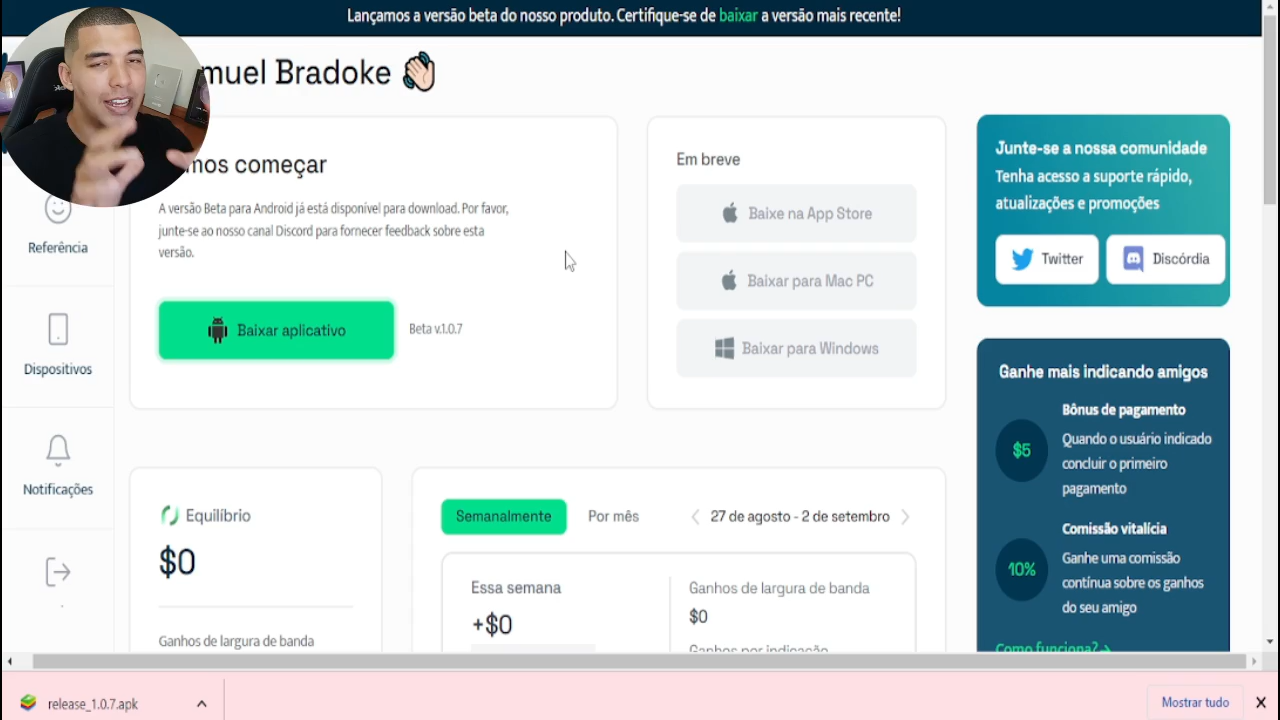 Lançamos a versão beta do nosso produto. Certifique-se de baixar a versão mais recente!
muel Bradoke
mos começar
A versão Beta para Android já está disponível para download. Por favor,
junte-se ao nosso canal Discord para fornecer feedback sobre esta
versão.
Baixar aplicativo
Beta v.1.0.7
Em breve
Baixe na App Store
Baixar para Mac PC
Baixar para Windows
Junte-se a nossa comunidade
Tenha acesso a suporte rápido,
atualizações e promoções
Twitter
Discórdia
Referência
Dispositivos
Notificações
Equilíbrio
$0
Ganhos de largura de banda
Semanalmente
Por mês
27 de agosto - 2 de setembro
Essa semana
+$0
Ganhos de largura de banda
$0
Ganhos por indicação
Ganhe mais indicando amigos
$5
Bônus de pagamento
Quando o usuário indicado
concluir o primeiro
pagamento
10%
Comissão vitalícia
Ganhe uma comissão
contínua sobre os ganhos
do seu amigo
Como funciona?→
release_1.0.7.apk
Mostrar tudo